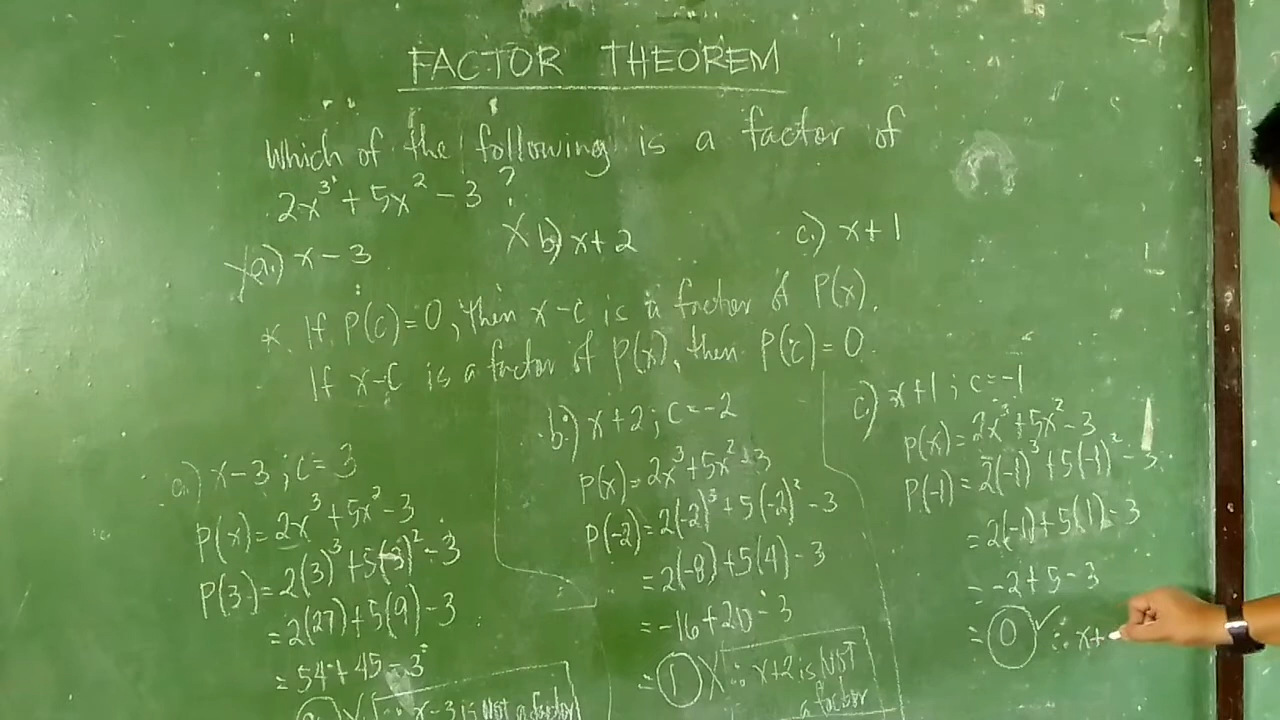 FACTOR THEOREM
Which of the following is a factor of
2x³ + 5x² - 3 ?
X a.) x - 3
X b) x + 2
c.) x + 1
* If P(c) = 0, then x - c is a factor of P(x).
If x - c is a factor of P(x), then P(c) = 0
a.) x - 3 ; c = 3
P(x) = 2x³ + 5x² - 3
P(3) = 2(3)³ + 5(3)² - 3
= 2(27) + 5(9) - 3
= 54 + 45 - 3
X ∴ x - 3 is NOT a factor
b.) x + 2 ; c = -2
P(x) = 2x³ + 5x² - 3
P(-2) = 2(-2)³ + 5(-2)² - 3
= 2(-8) + 5(4) - 3
= -16 + 20 - 3
= 1 X ∴ x + 2 is NOT
a factor
c.) x + 1 ; c = -1
P(x) = 2x³ + 5x² - 3
P(-1) = 2(-1)³ + 5(-1)² - 3
= 2(-1) + 5(1) - 3
= -2 + 5 - 3
= 0 ✓ ∴ x +